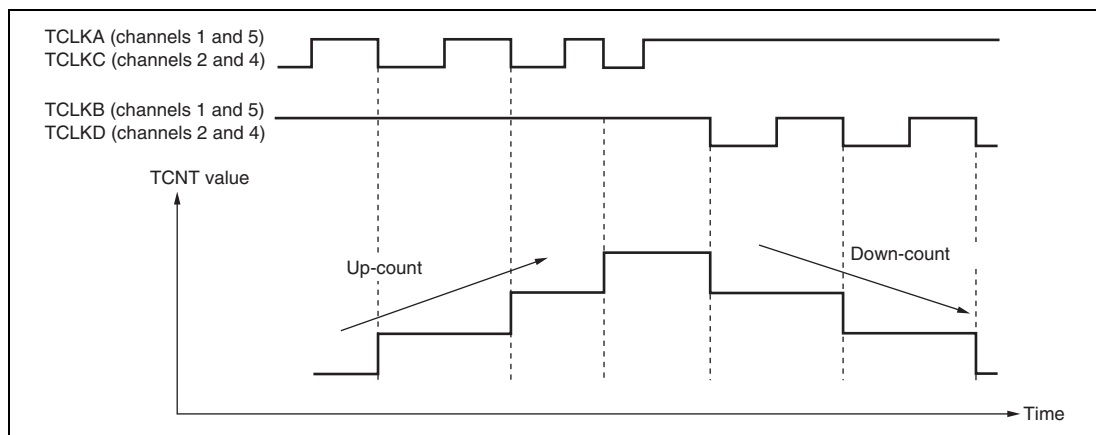 TCLKA (channels 1 and 5)
TCLKC (channels 2 and 4)
TCLKB (channels 1 and 5)
TCLKD (channels 2 and 4)
TCNT value
Up-count
Down-count
Time